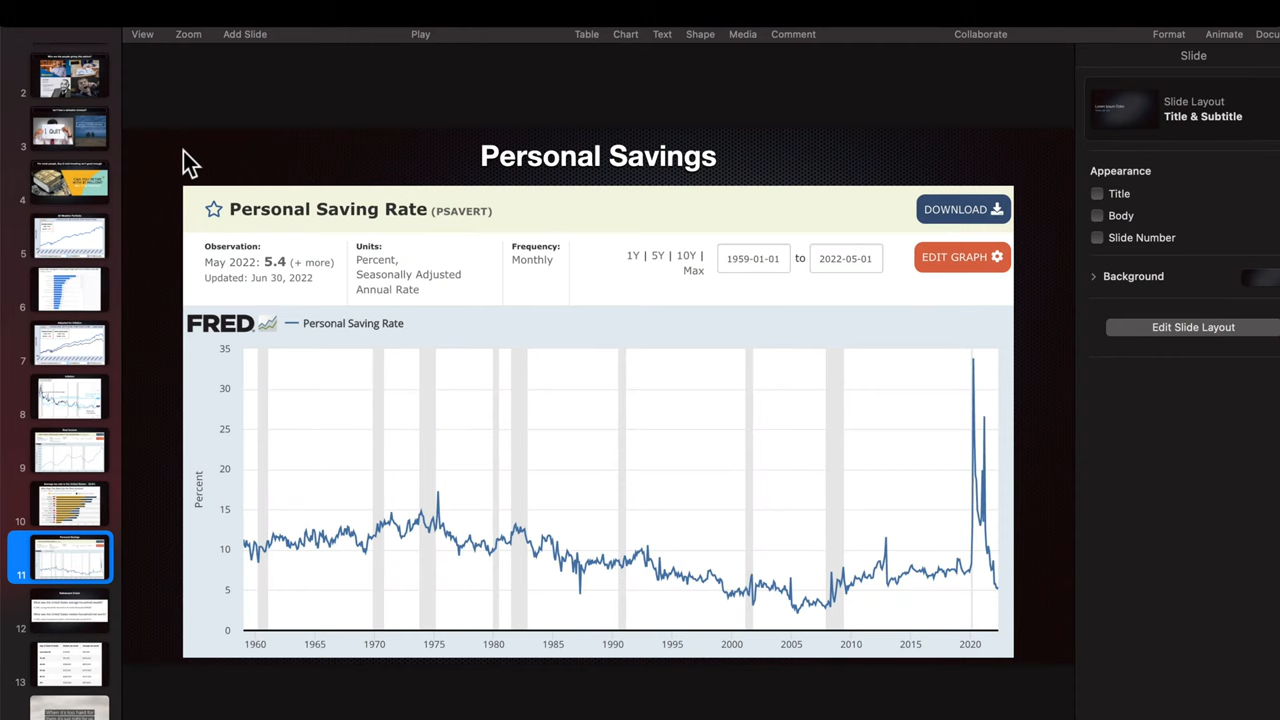 View Zoom Add Slide Play Table Chart Text Shape Media Comment Collaborate Format Animate
Slide
Slide Layout
Title & Subtitle
Appearance
Title
Body
Slide Number
Background
Edit Slide Layout
2
3
I QUIT
4
5
6
7
8
9
10
11
12
13
Personal Savings
Personal Saving Rate (PSAVERT)
DOWNLOAD
Observation:
May 2022: 5.4 (+ more)
Updated: Jun 30, 2022
Units:
Percent,
Seasonally Adjusted
Annual Rate
Frequency:
Monthly
1Y | 5Y | 10Y |
Max
1959-01-01 to 2022-05-01
EDIT GRAPH
FRED
Personal Saving Rate
35
30
25
20
15
10
5
0
Percent
1960 1965 1970 1975 1980 1985 1990 1995 2000 2005 2010 2020